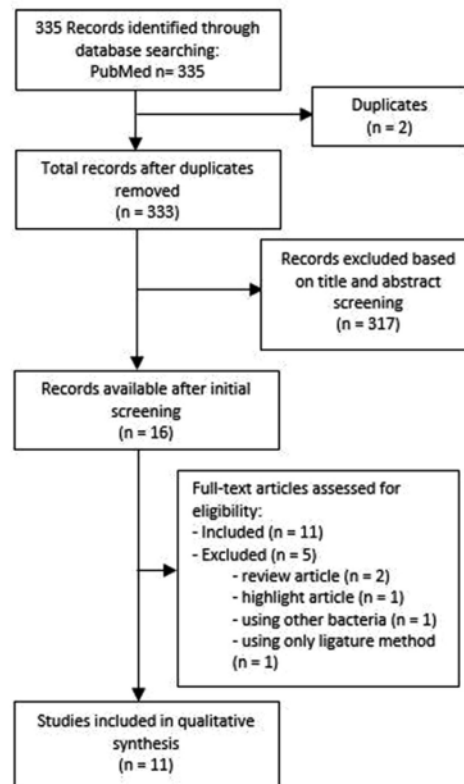 335 Records identified through
database searching:
PubMed n= 335
Duplicates
(n = 2)
Total records after duplicates
removed
(n = 333)
Records excluded based
on title and abstract
screening
(n = 317)
Records available after initial
screening
(n = 16)
Full-text articles assessed for
eligibility:
- Included (n = 11)
- Excluded (n = 5)
- review article (n = 2)
- highlight article (n = 1)
- using other bacteria (n = 1)
- using only ligature method
(n = 1)
Studies included in qualitative
synthesis
(n = 11)